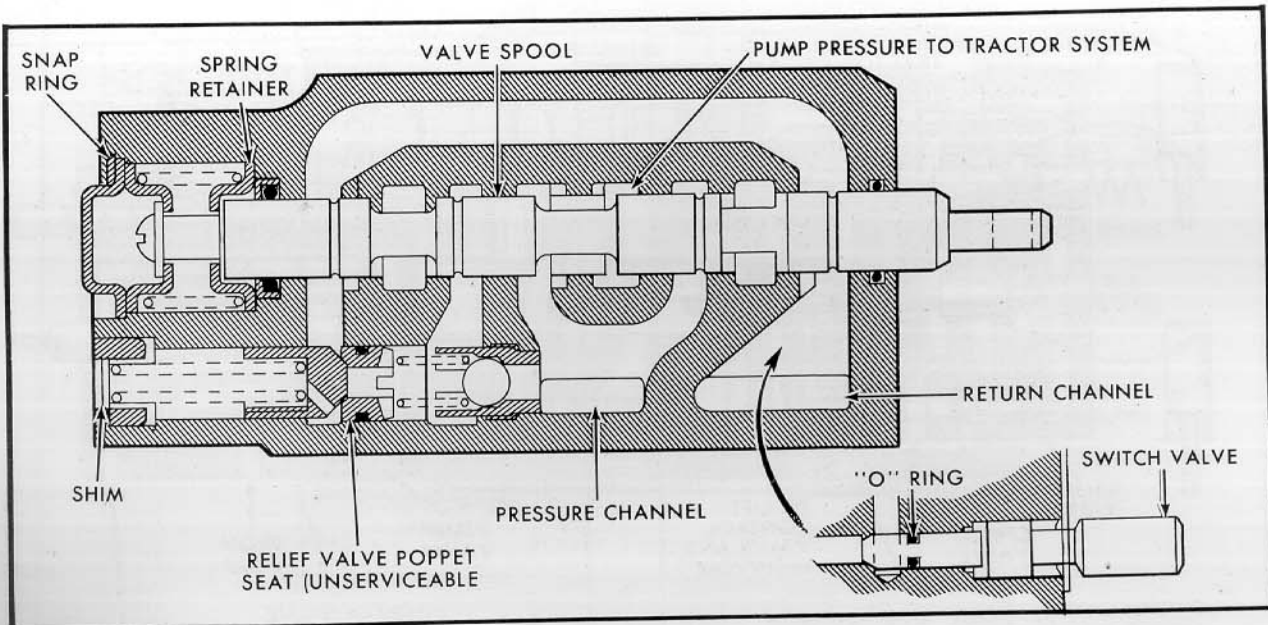 SNAP
RING
SPRING
RETAINER
VALVE SPOOL
PUMP PRESSURE TO TRACTOR SYSTEM
RETURN CHANNEL
SWITCH VALVE
"O" RING
PRESSURE CHANNEL
SHIM
RELIEF VALVE POPPET
SEAT (UNSERVICEABLE